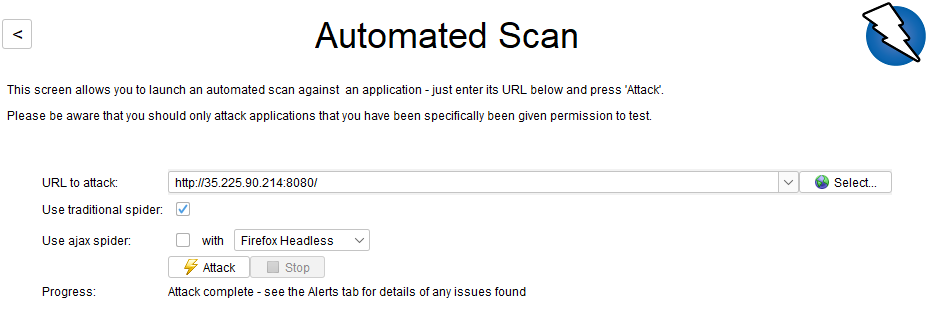 <
Automated Scan
This screen allows you to launch an automated scan against an application - just enter its URL below and press 'Attack'.
Please be aware that you should only attack applications that you have been specifically been given permission to test.
URL to attack: http://35.225.90.214:8080/ Select...
Use traditional spider:
Use ajax spider: with Firefox Headless
Attack Stop
Progress: Attack complete - see the Alerts tab for details of any issues found